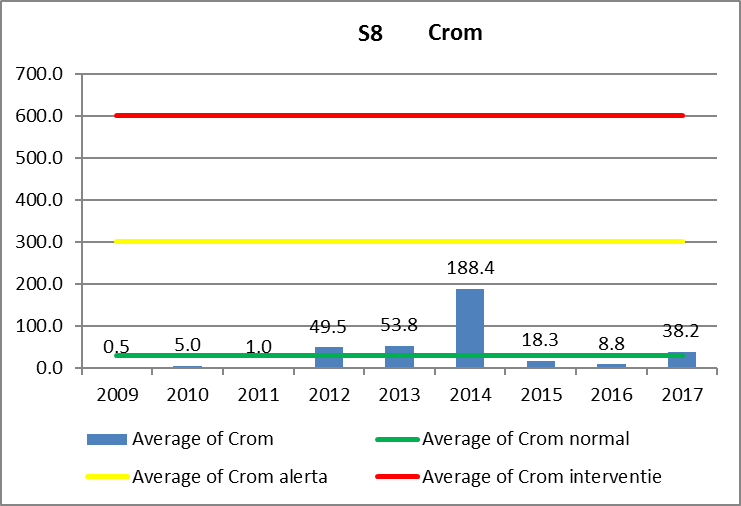 S8 Crom
700.0
600.0
500.0
400.0
300.0
200.0
100.0
0.0
0.5 5.0 1.0 49.5 53.8 188.4 18.3 8.8 38.2
2009 2010 2011 2012 2013 2014 2015 2016 2017
Average of Crom Average of Crom normal
Average of Crom alerta Average of Crom interventie